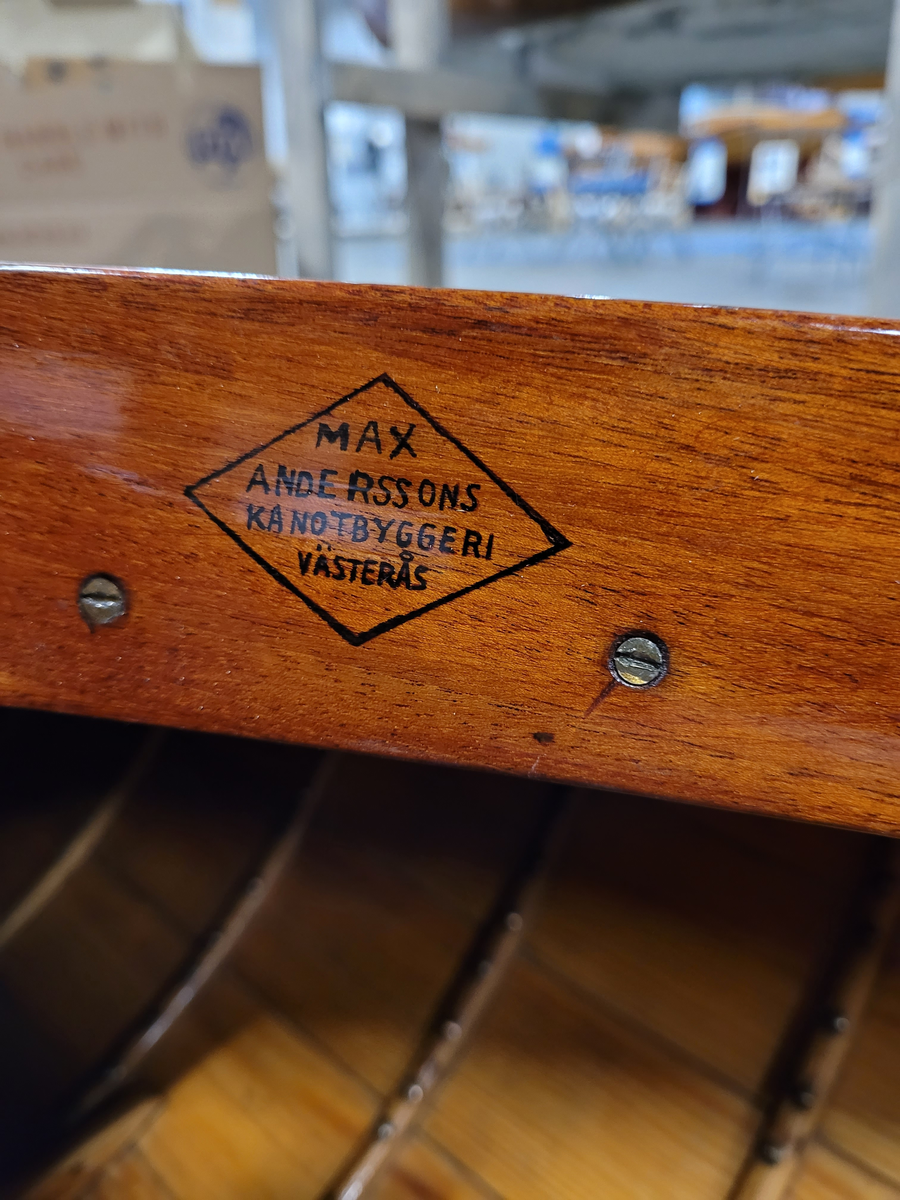 MAX
ANDERSSONS
KANOTBYGGERI
VÄSTERÅS